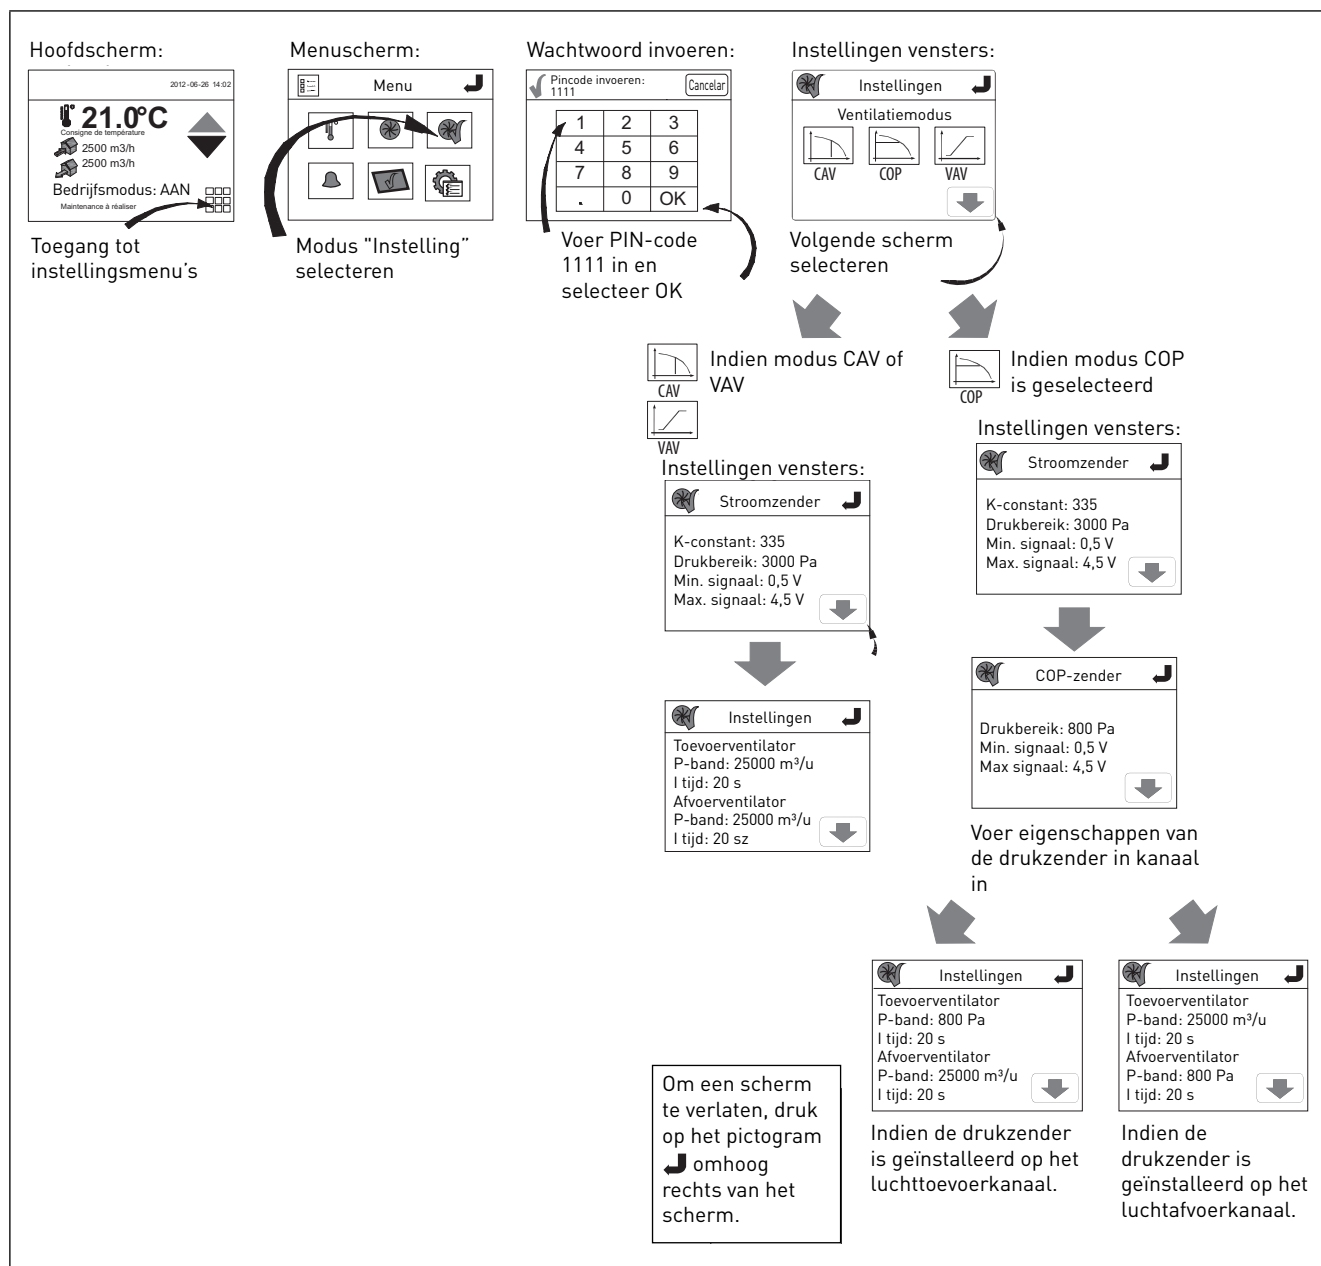 Hoofdscherm:
2012-06-26 14:02
21.0°C
Consigne de température
2500 m3/h
2500 m3/h
Bedrijfsmodus: AAN
Maintenance à réaliser
Toegang tot
instellingsmenu's
Menuscherm:
Menu
Modus "Instelling”
selecteren
Wachtwoord invoeren:
Pincode invoeren:
1111
Cancelar
1 2 3
4 5 6
7 8 9
. 0 OK
Voer PIN-code
1111 in en
selecteer OK
Instellingen vensters:
Instellingen
Ventilatiemodus
CAV COP VAV
Volgende scherm
selecteren
CAV
VAV
Indien modus CAV of
VAV
Instellingen vensters:
Stroomzender
K-constant: 335
Drukbereik: 3000 Pa
Min. signaal: 0,5 V
Max. signaal: 4,5 V
Instellingen
Toevoerventilator
P-band: 25000 m³/u
I tijd: 20 s
Afvoerventilator
P-band: 25000 m³/u
I tijd: 20 sz
COP
Indien modus COP
is geselecteerd
Instellingen vensters:
Stroomzender
K-constant: 335
Drukbereik: 3000 Pa
Min. signaal: 0,5 V
Max. signaal: 4,5 V
COP-zender
Drukbereik: 800 Pa
Min. signaal: 0,5 V
Max signaal: 4,5 V
Voer eigenschappen van
de drukzender in kanaal
in
Instellingen
Toevoerventilator
P-band: 800 Pa
I tijd: 20 s
Afvoerventilator
P-band: 25000 m³/u
I tijd: 20 s
Indien de drukzender
is geïnstalleerd op het
luchttoevoerkanaal.
Instellingen
Toevoerventilator
P-band: 25000 m³/u
I tijd: 20 s
Afvoerventilator
P-band: 800 Pa
I tijd: 20 s
Indien de
drukzender is
geïnstalleerd op het
luchtafvoerkanaal.
Om een scherm
te verlaten, druk
op het pictogram
omhoog
rechts van het
scherm.